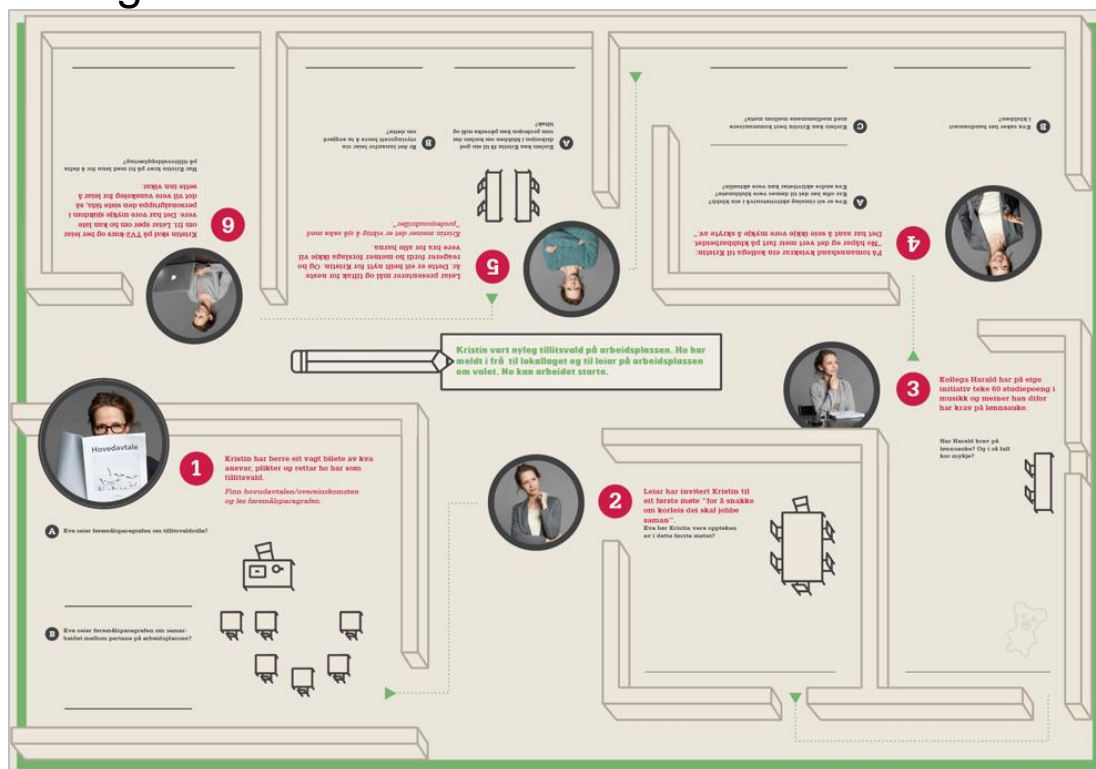 Kristin vart nyleg tillitsvald på arbeidsplassen. Ho har
meldt i frå til lokallaget og til leiar på arbeidsplassen
om valet. No kan arbeidet starte.
Hovedavtale
1
Kristin har berre eit vagt bilete av kva
ansvar, plikter og rettar ho har som
tillitsvald.
Finn hovudavtalen/overeinskomsten
og les føremålsparagrafen.
A
Kva seier føremålsparagrafen om tillitsvaldrolla?
B
Kva seier føremålsparagrafen om samar-
beidet mellom partane på arbeidsplassen?
2
Leiar har invitert Kristin til
eit første møte "for å snakke
om korleis dei skal jobbe
saman".
Kva bør Kristin vere oppteken
av i dette første møtet?
3
Kollega Harald har på eige
initiativ teke 60 studiepoeng i
musikk og meiner han difor
har krav på lønnsauke.
Har Harald krav på
lønnsauke? Og i så fall
kor mykje?
4
På tomannshand kviskrar ein kollega til Kristin:
"No håpar eg det vert meir fart på klubbarbeidet.
Det har sant å seie ikkje vore mykje å skryte av."
A
Kva er eit rimeleg aktivitetsnivå i ein klubb?
Kor ofte bør det til dømes vere klubbmøte?
Kva andre aktivitetar kan vere aktuelle?
B
Kva saker bør handsamast
i klubben?
C
Korleis kan Kristin best kommunisere
med medlemmene mellom møta?
5
Leiar presenterer mål og tiltak for neste
år. Dette er eit heilt nytt for Kristin. Og ho
reagerer fordi ho meiner forslaga ikkje vil
vere bra for alle barna.
Kristin meiner det er viktig å sjå saka med
"profesjonsbriller".
A
Korleis kan Kristin få til ein god
diskusjon i klubben om korleis dei
som profesjon kan påverke mål og
tiltak?
B
Er det innanfor leiar sin
styringsrett berre å ta avgjerd
om dette?
6
Kristin skal på TV2-kurs og ber leiar
om fri. Leiar spør om ho kan late
vere. Det har vore mykje sjukdom i
personalgruppa den siste tida, så
det vil vere vanskeleg for leiar å
sette inn vikar.
Har Kristin krav på fri med lønn for å delta
på tillitsvaldopplæring?